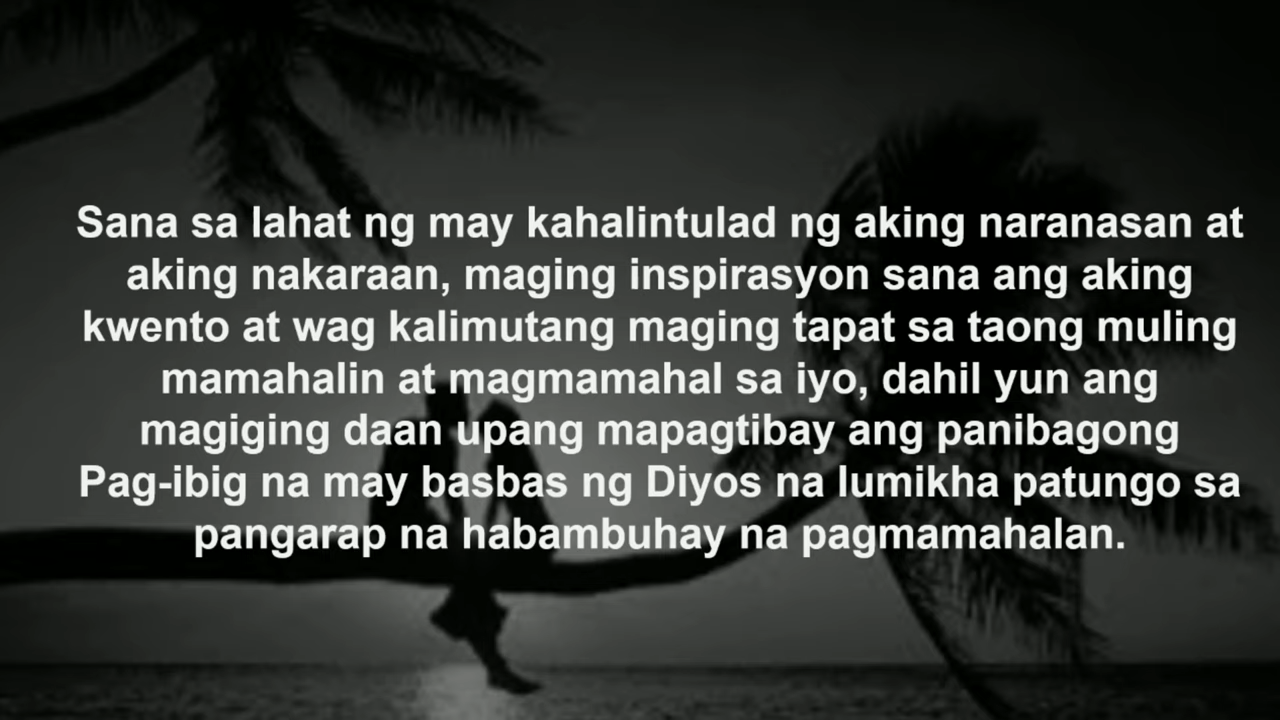 Sana sa lahat ng may kahalintulad ng aking naranasan at
aking nakaraan, maging inspirasyon sana ang aking
kwento at wag kalimutang maging tapat sa taong muling
mamahalin at magmamahal sa iyo, dahil yun ang
magiging daan upang mapagtibay ang panibagong
Pag-ibig na may basbas ng Diyos na lumikha patungo sa
pangarap na habambuhay na pagmamahalan.